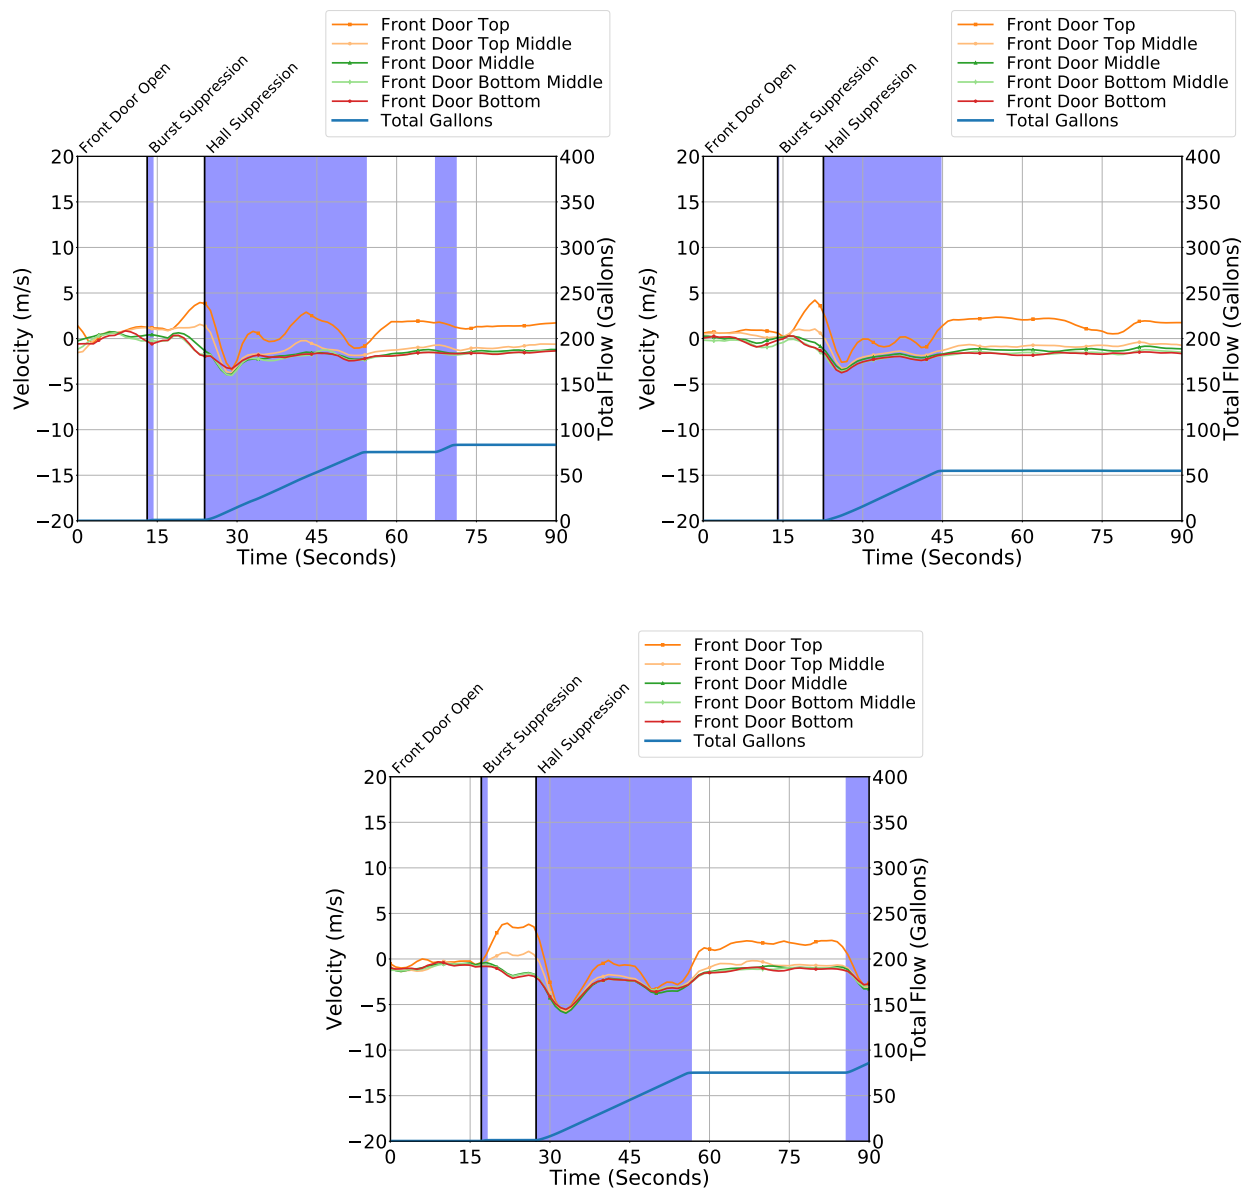 Front Door Top
Front Door Top Middle
Front Door Middle
Front Door Bottom Middle
Front Door Bottom
Total Gallons
Front Door Open
Burst Suppression
Hall Suppression
20
15
10
5
0
−5
−10
−15
−20
Velocity (m/s)
400
350
300
250
200
150
100
50
0
Total Flow (Gallons)
0 15 30 45 60 75 90
Time (Seconds)
Front Door Top
Front Door Top Middle
Front Door Middle
Front Door Bottom Middle
Front Door Bottom
Total Gallons
Front Door Open
Burst Suppression
Hall Suppression
20
15
10
5
0
−5
−10
−15
−20
Velocity (m/s)
400
350
300
250
200
150
100
50
0
Total Flow (Gallons)
0 15 30 45 60 75 90
Time (Seconds)
Front Door Top
Front Door Top Middle
Front Door Middle
Front Door Bottom Middle
Front Door Bottom
Total Gallons
Front Door Open
Burst Suppression
Hall Suppression
20
15
10
5
0
−5
−10
−15
−20
Velocity (m/s)
400
350
300
250
200
150
100
50
0
Total Flow (Gallons)
0 15 30 45 60 75 90
Time (Seconds)